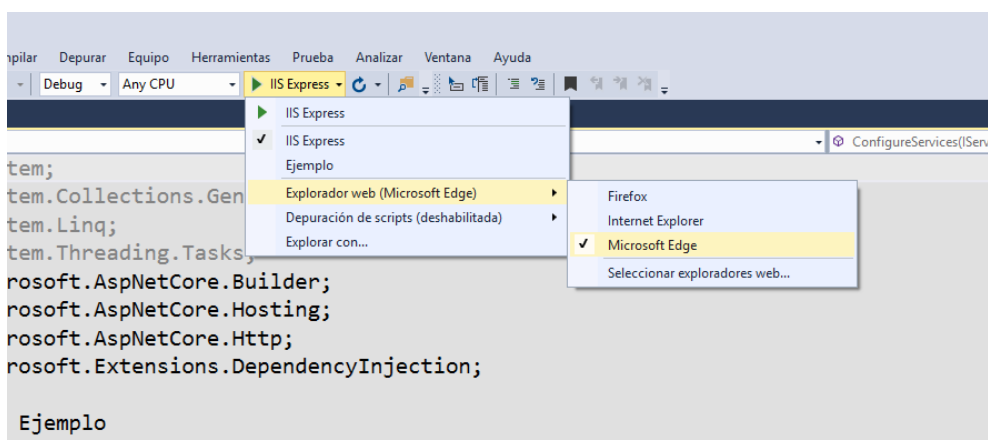 Depurar Equipo Herramientas Prueba Analizar Ventana Ayuda
Debug Any CPU IIS Express
IIS Express
IIS Express
ConfigureServices(IServ
Ejemplo
tem;
Explorador web (Microsoft Edge)
Firefox
tem.Collections.Gen
Depuración de scripts (deshabilitada)
Internet Explorer
tem.Linq;
Explorar con...
Microsoft Edge
tem.Threading.Tasks;
Seleccionar exploradores web...
rosoft.AspNetCore.Builder;
rosoft.AspNetCore.Hosting;
rosoft.AspNetCore.Http;
rosoft.Extensions.DependencyInjection;
Ejemplo